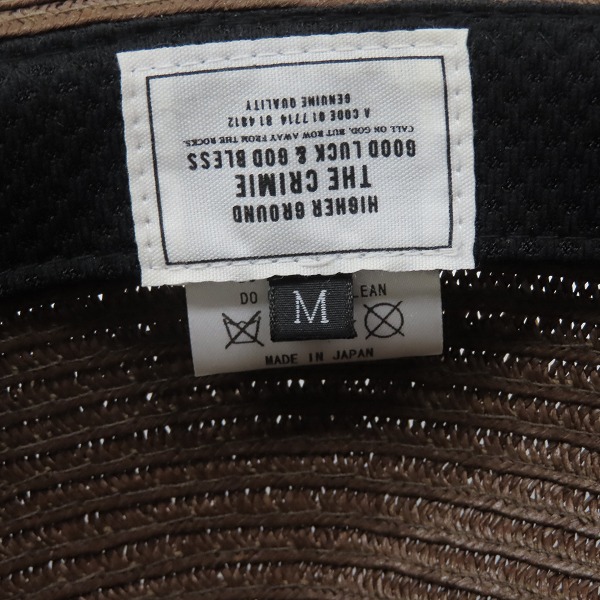 HIGHER GROUND
THE CRIMIE
GOOD LUCK & GOD BLESS
CALL ON GOD, BUT ROW AWAY FROM THE ROCKS.
A CODE 01 7714 81 4812
GENUINE QUALITY
DO
LEAN
M
MADE IN JAPAN